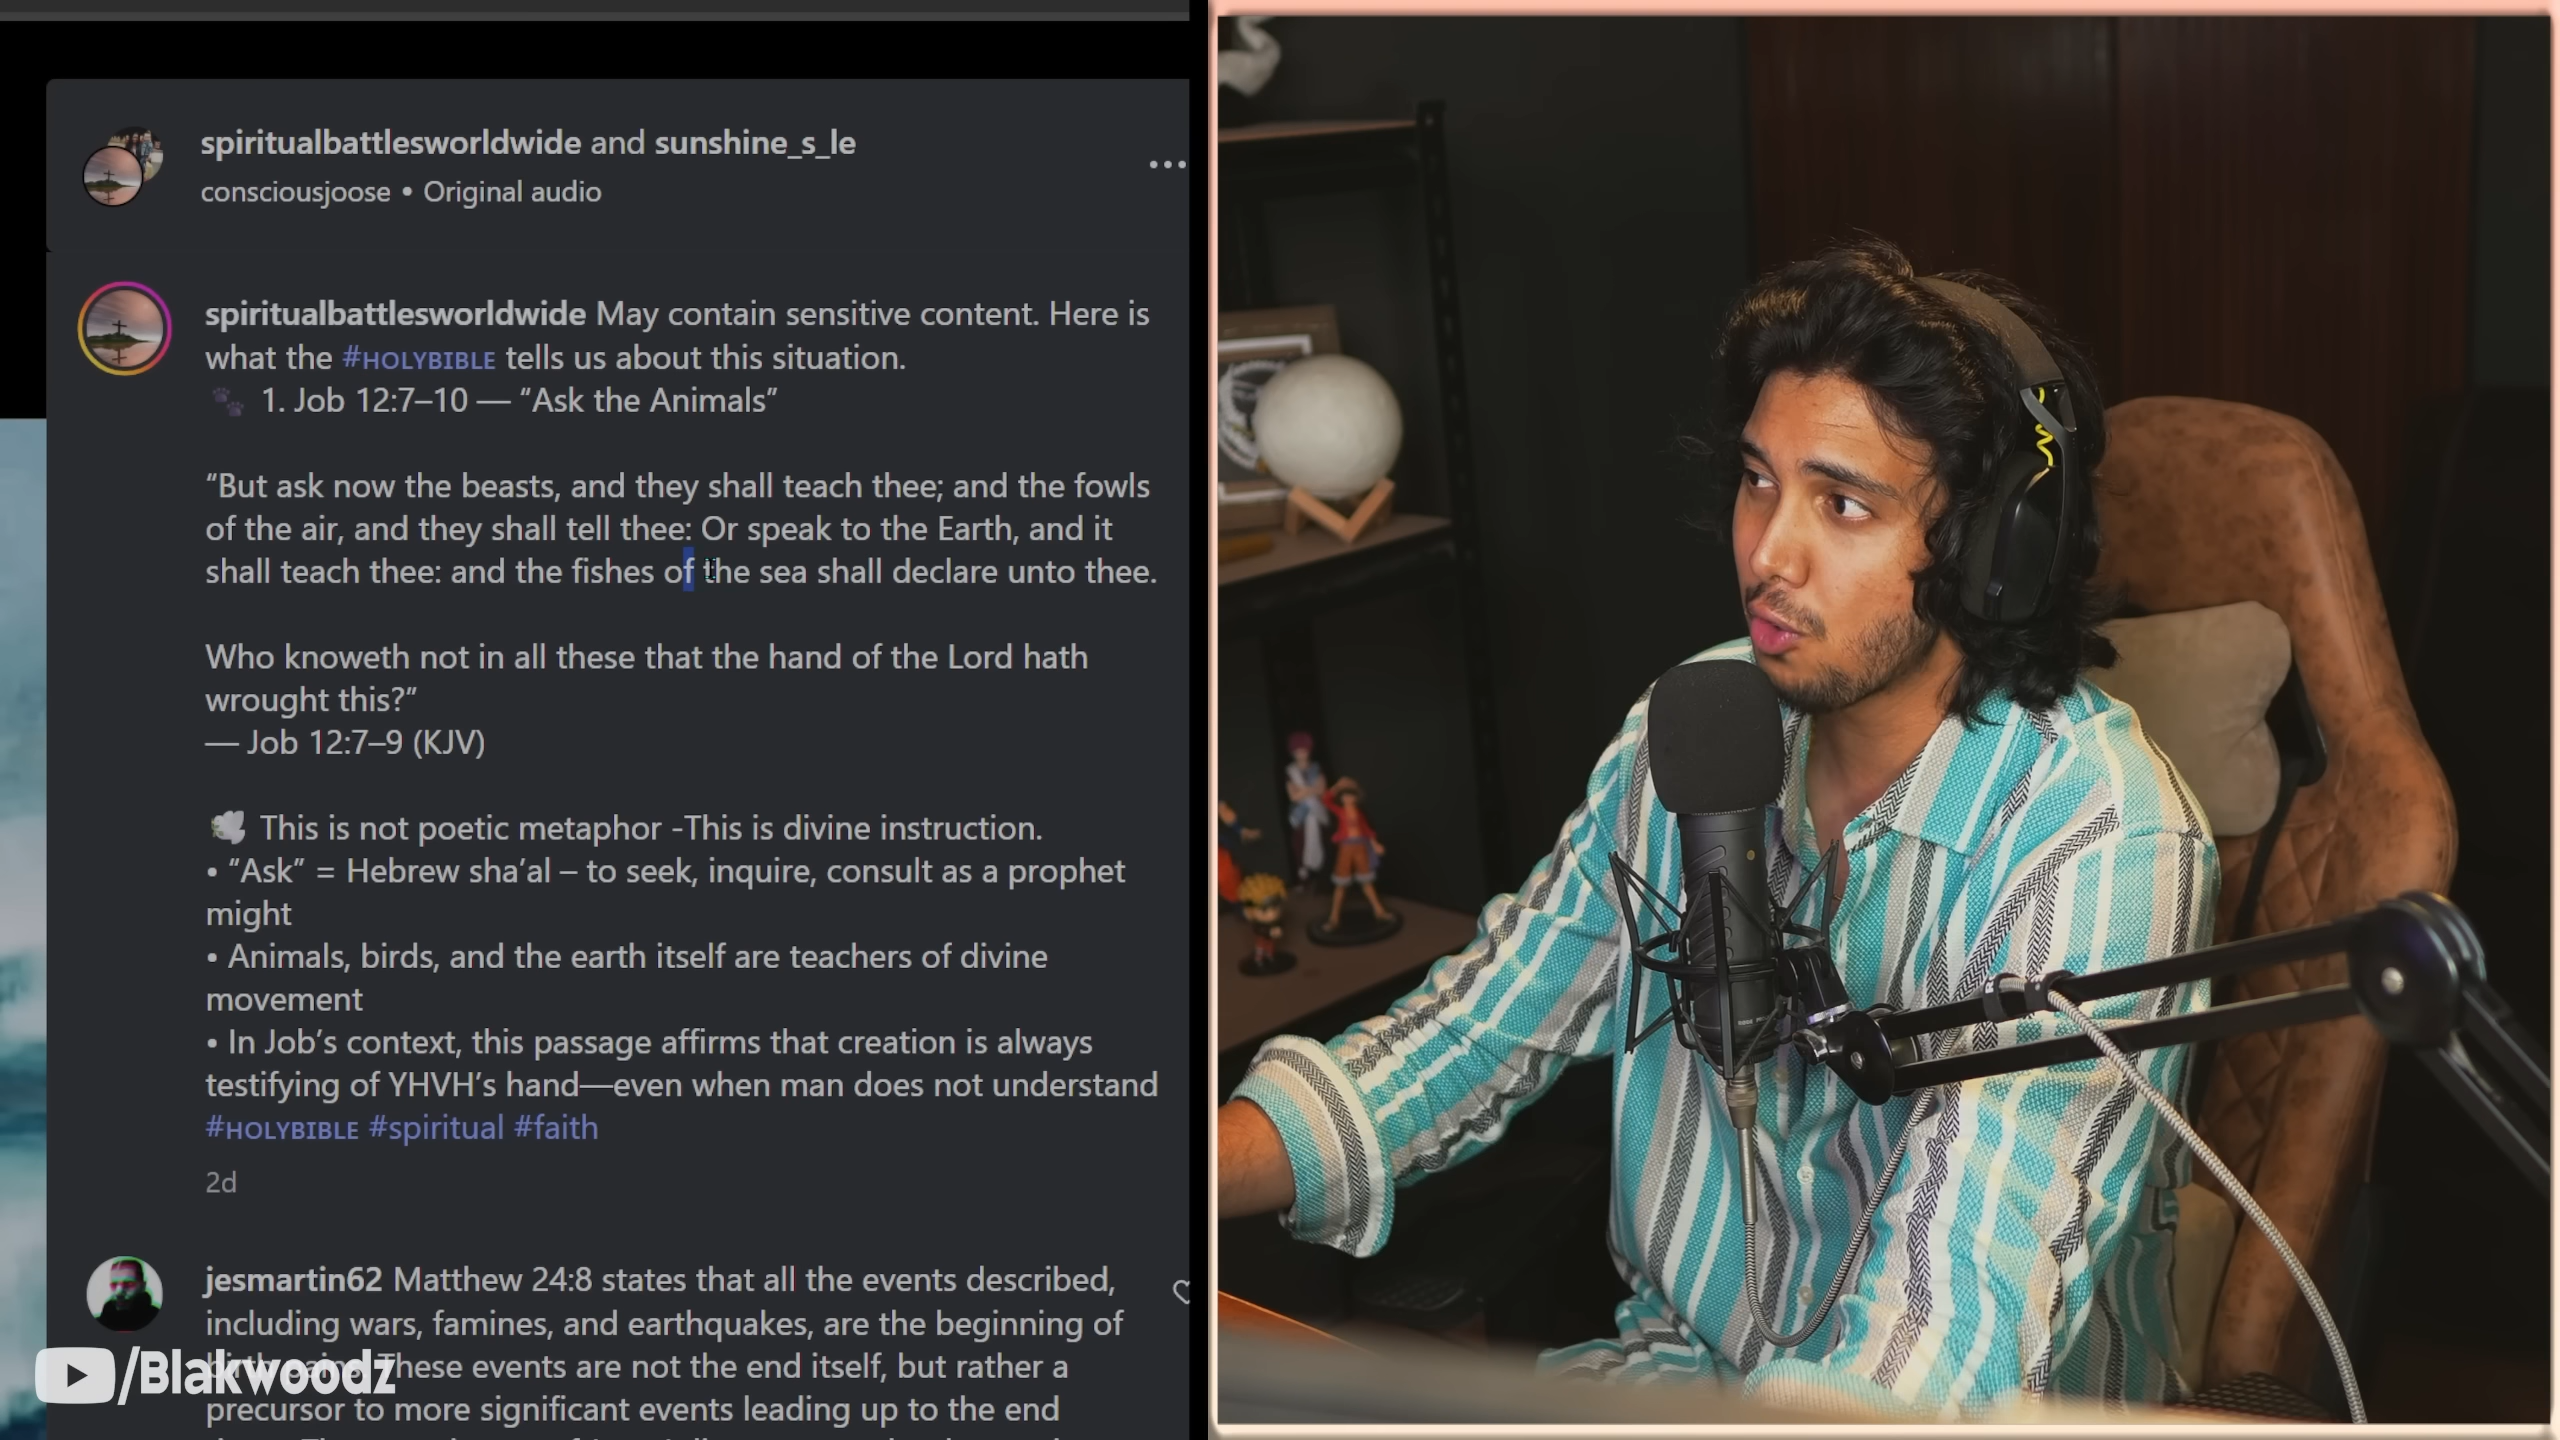 spiritualbattlesworldwide and sunshine_s_le
consciousjoose • Original audio
spiritualbattlesworldwide May contain sensitive content. Here is
what the #ʜᴏʟʏʙɪʙʟᴇ tells us about this situation.
🐾 1. Job 12:7–10 — “Ask the Animals”
“But ask now the beasts, and they shall teach thee; and the fowls
of the air, and they shall tell thee: Or speak to the Earth, and it
shall teach thee: and the fishes of the sea shall declare unto thee.
Who knoweth not in all these that the hand of the Lord hath
wrought this?”
— Job 12:7–9 (KJV)
🕊 This is not poetic metaphor -This is divine instruction.
• “Ask” = Hebrew sha’al – to seek, inquire, consult as a prophet
might
• Animals, birds, and the earth itself are teachers of divine
movement
• In Job’s context, this passage affirms that creation is always
testifying of YHVH’s hand—even when man does not understand
#ʜᴏʟʏʙɪʙʟᴇ #spiritual #faith
2d
jesmartin62 Matthew 24:8 states that all the events described,
including wars, famines, and earthquakes, are the beginning of
These events are not the end itself, but rather a
/Blakwoodz
precursor to more significant events leading up to the end